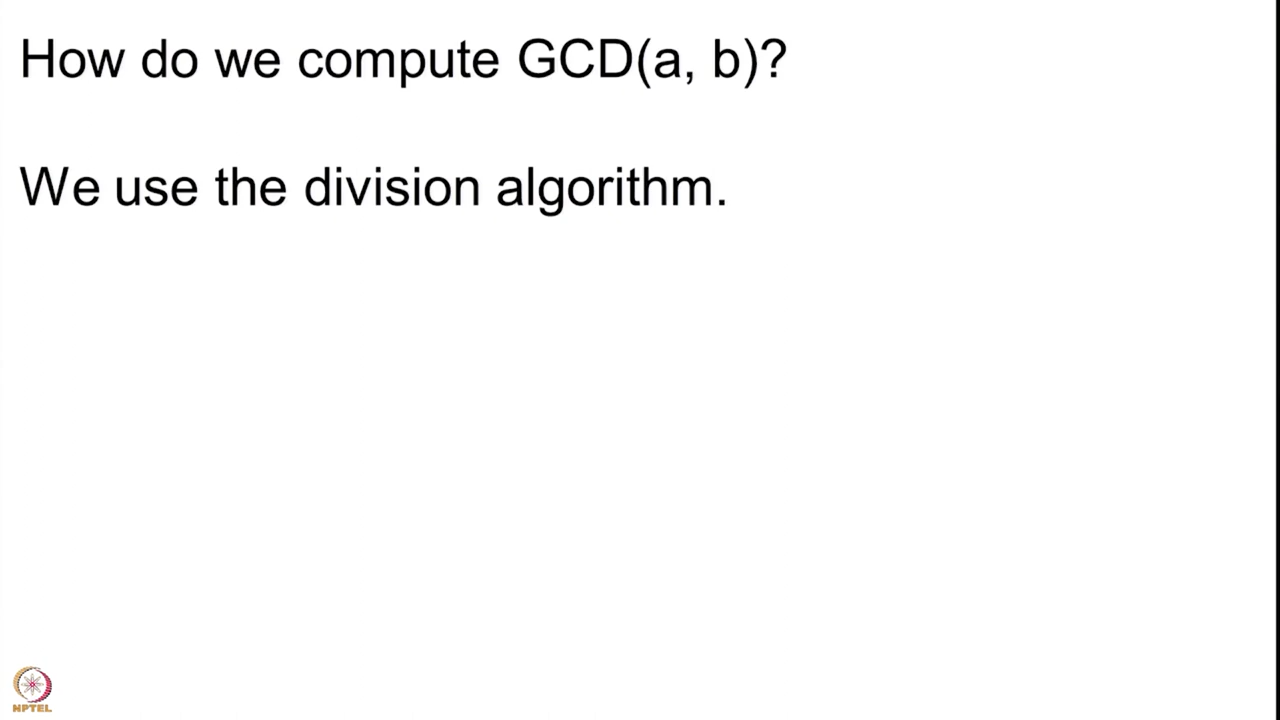 How do we compute GCD(a, b)?
We use the division algorithm.
NPTEL